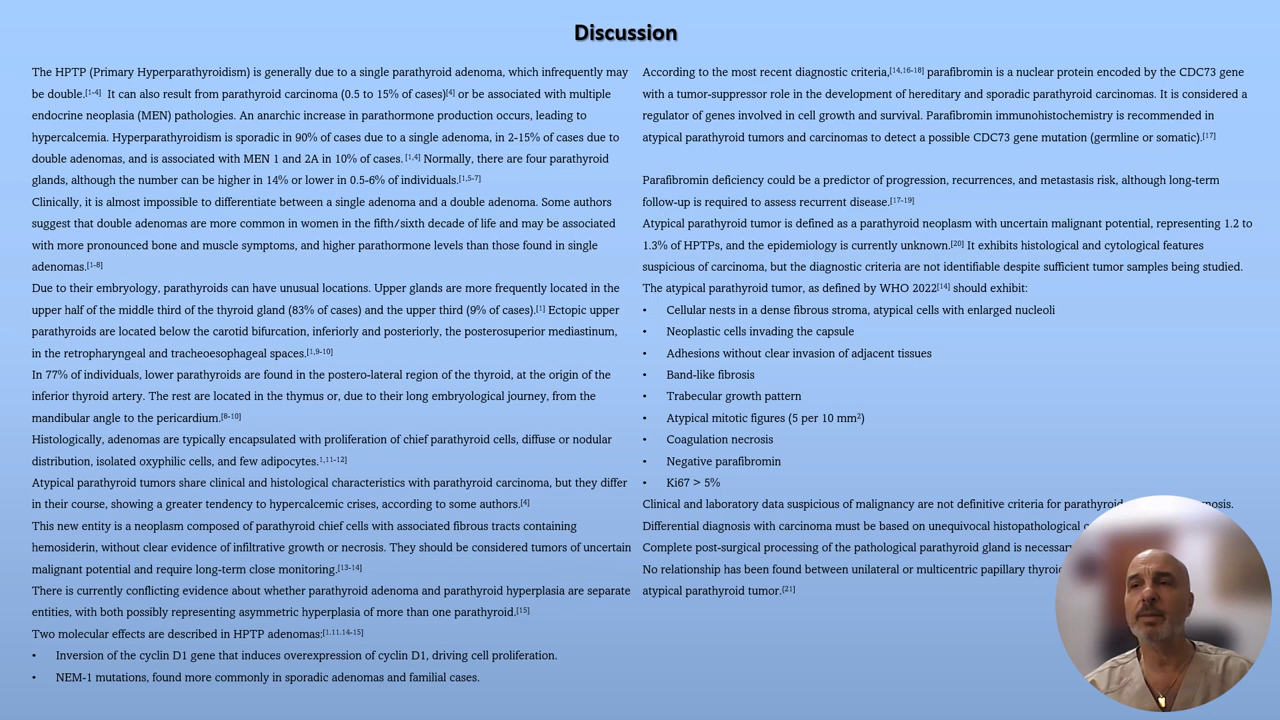 Discussion
The HPTP (Primary Hyperparathyroidism) is generally due to a single parathyroid adenoma, which infrequently may
be double.[1-4] It can also result from parathyroid carcinoma (0.5 to 15% of cases)[4] or be associated with multiple
endocrine neoplasia (MEN) pathologies. An anarchic increase in parathormone production occurs, leading to
hypercalcemia. Hyperparathyroidism is sporadic in 90% of cases due to a single adenoma, in 2-15% of cases due to
double adenomas, and is associated with MEN 1 and 2A in 10% of cases. [1,4] Normally, there are four parathyroid
glands, although the number can be higher in 14% or lower in 0.5-6% of individuals.[1,5-7]
Clinically, it is almost impossible to differentiate between a single adenoma and a double adenoma. Some authors
suggest that double adenomas are more common in women in the fifth/sixth decade of life and may be associated
with more pronounced bone and muscle symptoms, and higher parathormone levels than those found in single
adenomas.[1-8]
Due to their embryology, parathyroids can have unusual locations. Upper glands are more frequently located in the
upper half of the middle third of the thyroid gland (83% of cases) and the upper third (9% of cases).[1] Ectopic upper
parathyroids are located below the carotid bifurcation, inferiorly and posteriorly, the posterosuperior mediastinum,
in the retropharyngeal and tracheoesophageal spaces.[1,9-10]
In 77% of individuals, lower parathyroids are found in the postero-lateral region of the thyroid, at the origin of the
inferior thyroid artery. The rest are located in the thymus or, due to their long embryological journey, from the
mandibular angle to the pericardium.[8-10]
Histologically, adenomas are typically encapsulated with proliferation of chief parathyroid cells, diffuse or nodular
distribution, isolated oxyphilic cells, and few adipocytes.1,11-12]
Atypical parathyroid tumors share clinical and histological characteristics with parathyroid carcinoma, but they differ
in their course, showing a greater tendency to hypercalcemic crises, according to some authors.[4]
This new entity is a neoplasm composed of parathyroid chief cells with associated fibrous tracts containing
hemosiderin, without clear evidence of infiltrative growth or necrosis. They should be considered tumors of uncertain
malignant potential and require long-term close monitoring.[13-14]
There is currently conflicting evidence about whether parathyroid adenoma and parathyroid hyperplasia are separate
entities, with both possibly representing asymmetric hyperplasia of more than one parathyroid.[15]
Two molecular effects are described in HPTP adenomas:[1.11.14-15]
• Inversion of the cyclin D1 gene that induces overexpression of cyclin D1, driving cell proliferation.
• NEM-1 mutations, found more commonly in sporadic adenomas and familial cases.
According to the most recent diagnostic criteria,[14,16-18] parafibromin is a nuclear protein encoded by the CDC73 gene
with a tumor-suppressor role in the development of hereditary and sporadic parathyroid carcinomas. It is considered a
regulator of genes involved in cell growth and survival. Parafibromin immunohistochemistry is recommended in
atypical parathyroid tumors and carcinomas to detect a possible CDC73 gene mutation (germline or somatic).[17]
Parafibromin deficiency could be a predictor of progression, recurrences, and metastasis risk, although long-term
follow-up is required to assess recurrent disease.[17-19]
Atypical parathyroid tumor is defined as a parathyroid neoplasm with uncertain malignant potential, representing 1.2 to
1.3% of HPTPs, and the epidemiology is currently unknown.[20] It exhibits histological and cytological features
suspicious of carcinoma, but the diagnostic criteria are not identifiable despite sufficient tumor samples being studied.
The atypical parathyroid tumor, as defined by WHO 2022[14] should exhibit:
• Cellular nests in a dense fibrous stroma, atypical cells with enlarged nucleoli
• Neoplastic cells invading the capsule
• Adhesions without clear invasion of adjacent tissues
• Band-like fibrosis
• Trabecular growth pattern
• Atypical mitotic figures (5 per 10 mm²)
• Coagulation necrosis
• Negative parafibromin
• Ki67 > 5%
Clinical and laboratory data suspicious of malignancy are not definitive criteria for parathyroid
Differential diagnosis with carcinoma must be based on unequivocal histopathological
Complete post-surgical processing of the pathological parathyroid gland is necessary
No relationship has been found between unilateral or multicentric papillary
atypical parathyroid tumor.[21]